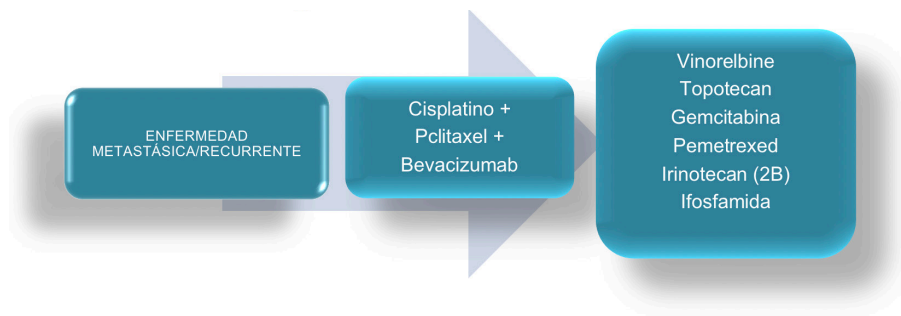 ENFERMEDAD
METASTÁSICA/RECURRENTE
Cisplatino +
Pclitaxel +
Bevacizumab
Vinorelbine
Topotecan
Gemcitabina
Pemetrexed
Irinotecan (2B)
Ifosfamida